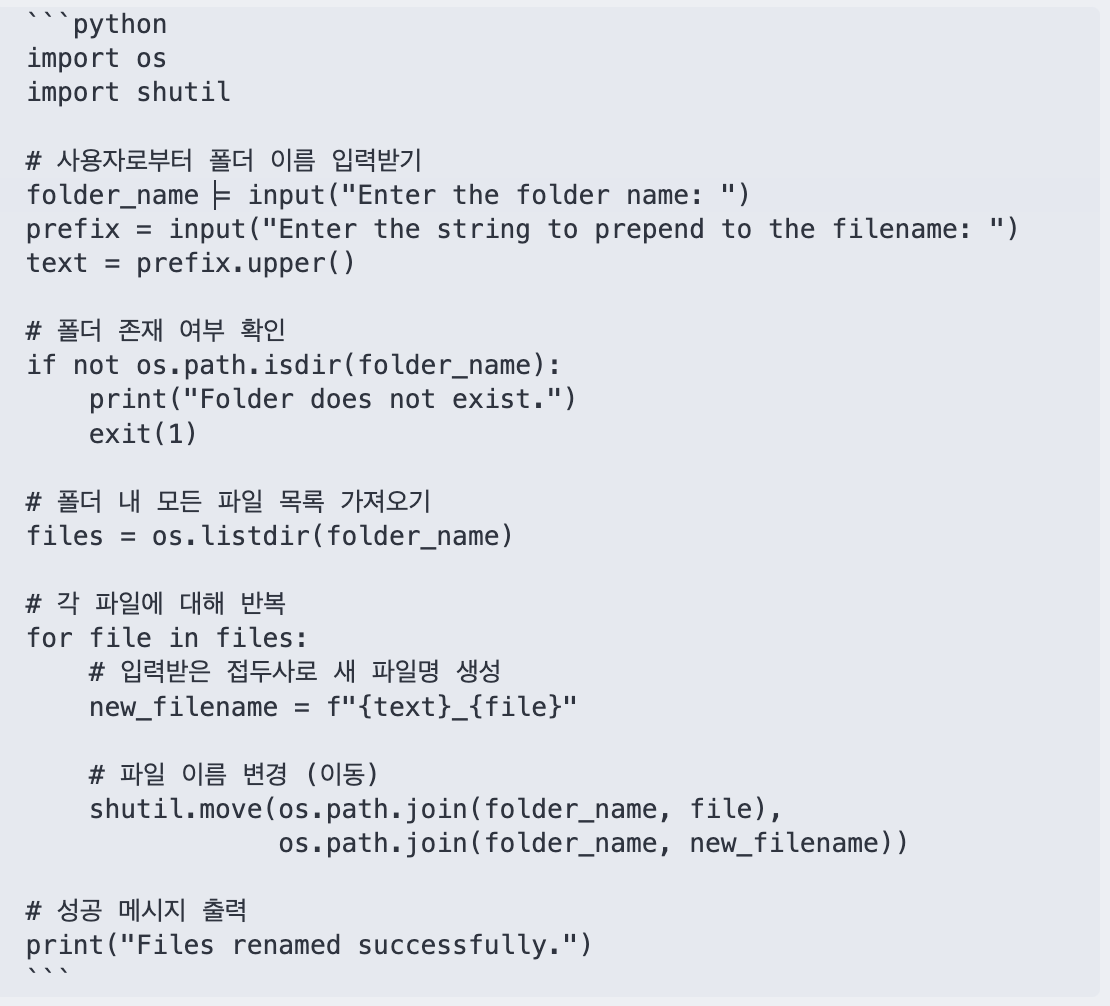 ```python
import os
import shutil

# 사용자로부터 폴더 이름 입력받기
folder_name = input("Enter the folder name: ")
prefix = input("Enter the string to prepend to the filename: ")
text = prefix.upper()

# 폴더 존재 여부 확인
if not os.path.isdir(folder_name):
    print("Folder does not exist.")
    exit(1)

# 폴더 내 모든 파일 목록 가져오기
files = os.listdir(folder_name)

# 각 파일에 대해 반복
for file in files:
    # 입력받은 접두사로 새 파일명 생성
    new_filename = f"{text}_{file}"

    # 파일 이름 변경 (이동)
    shutil.move(os.path.join(folder_name, file),
                os.path.join(folder_name, new_filename))

# 성공 메시지 출력
print("Files renamed successfully.")
```